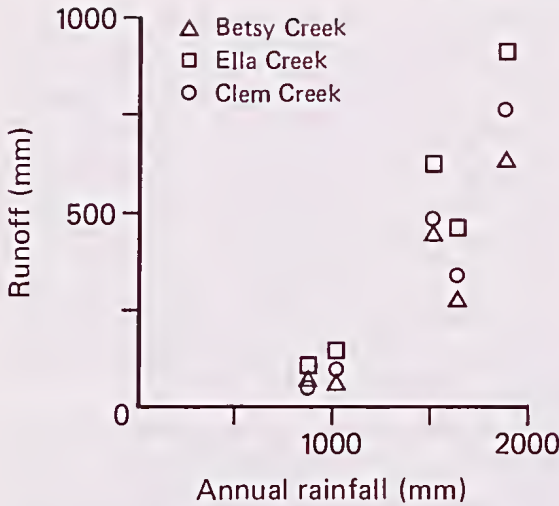 1000
Betsy Creek
Ella Creek
Clem Creek
Runoff (mm)
500
0
1000
2000
Annual rainfall (mm)